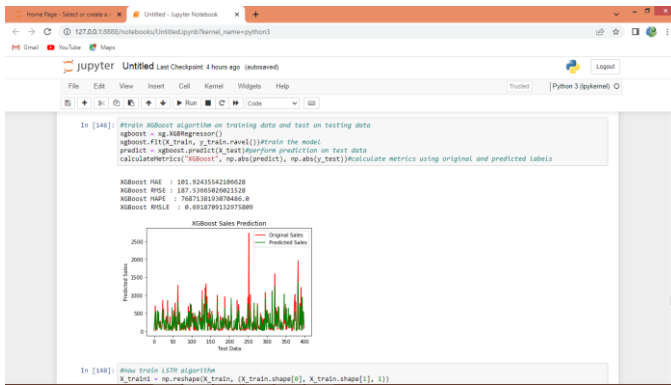 Home Page - Select or create a n
Untitled - Jupyter Notebook
127.0.0.1:8888/notebooks/Untitled.ipynb?kernel_name=python3
Gmail YouTube Maps
jupyter Untitled Last Checkpoint: 4 hours ago (autosaved)
Logout
File Edit View Insert Cell Kernel Widgets Help
Trusted
Python 3 (ipykernel)
Run Code
In [146]: #train XGBoost algorithm on training data and test on testing data
xgboost = xg.XGBRegressor()
xgboost.fit(X_train, y_train.ravel())#train the model
predict = xgboost.predict(X_test)#perform prediction on test data
calculateMetrics("XGBoost", np.abs(predict), np.abs(y_test))#calculate metrics using original and predicted labels
XGBoost MAE : 101.92435542106628
XGBoost RMSE : 187.53665026021528
XGBoost MAPE : 7687138193070486.0
XGBoost RMSLE : 0.6918709132975809
XGBoost Sales Prediction
Original Sales
Predicted Sales
2500
2000
1500
1000
500
0
Predicted Sales
0 50 100 150 200 250 300 350 400
Test Data
In [148]: #now train LSTM algorithm
X_train1 = np.reshape(X_train, (X_train.shape[0], X_train.shape[1], 1))